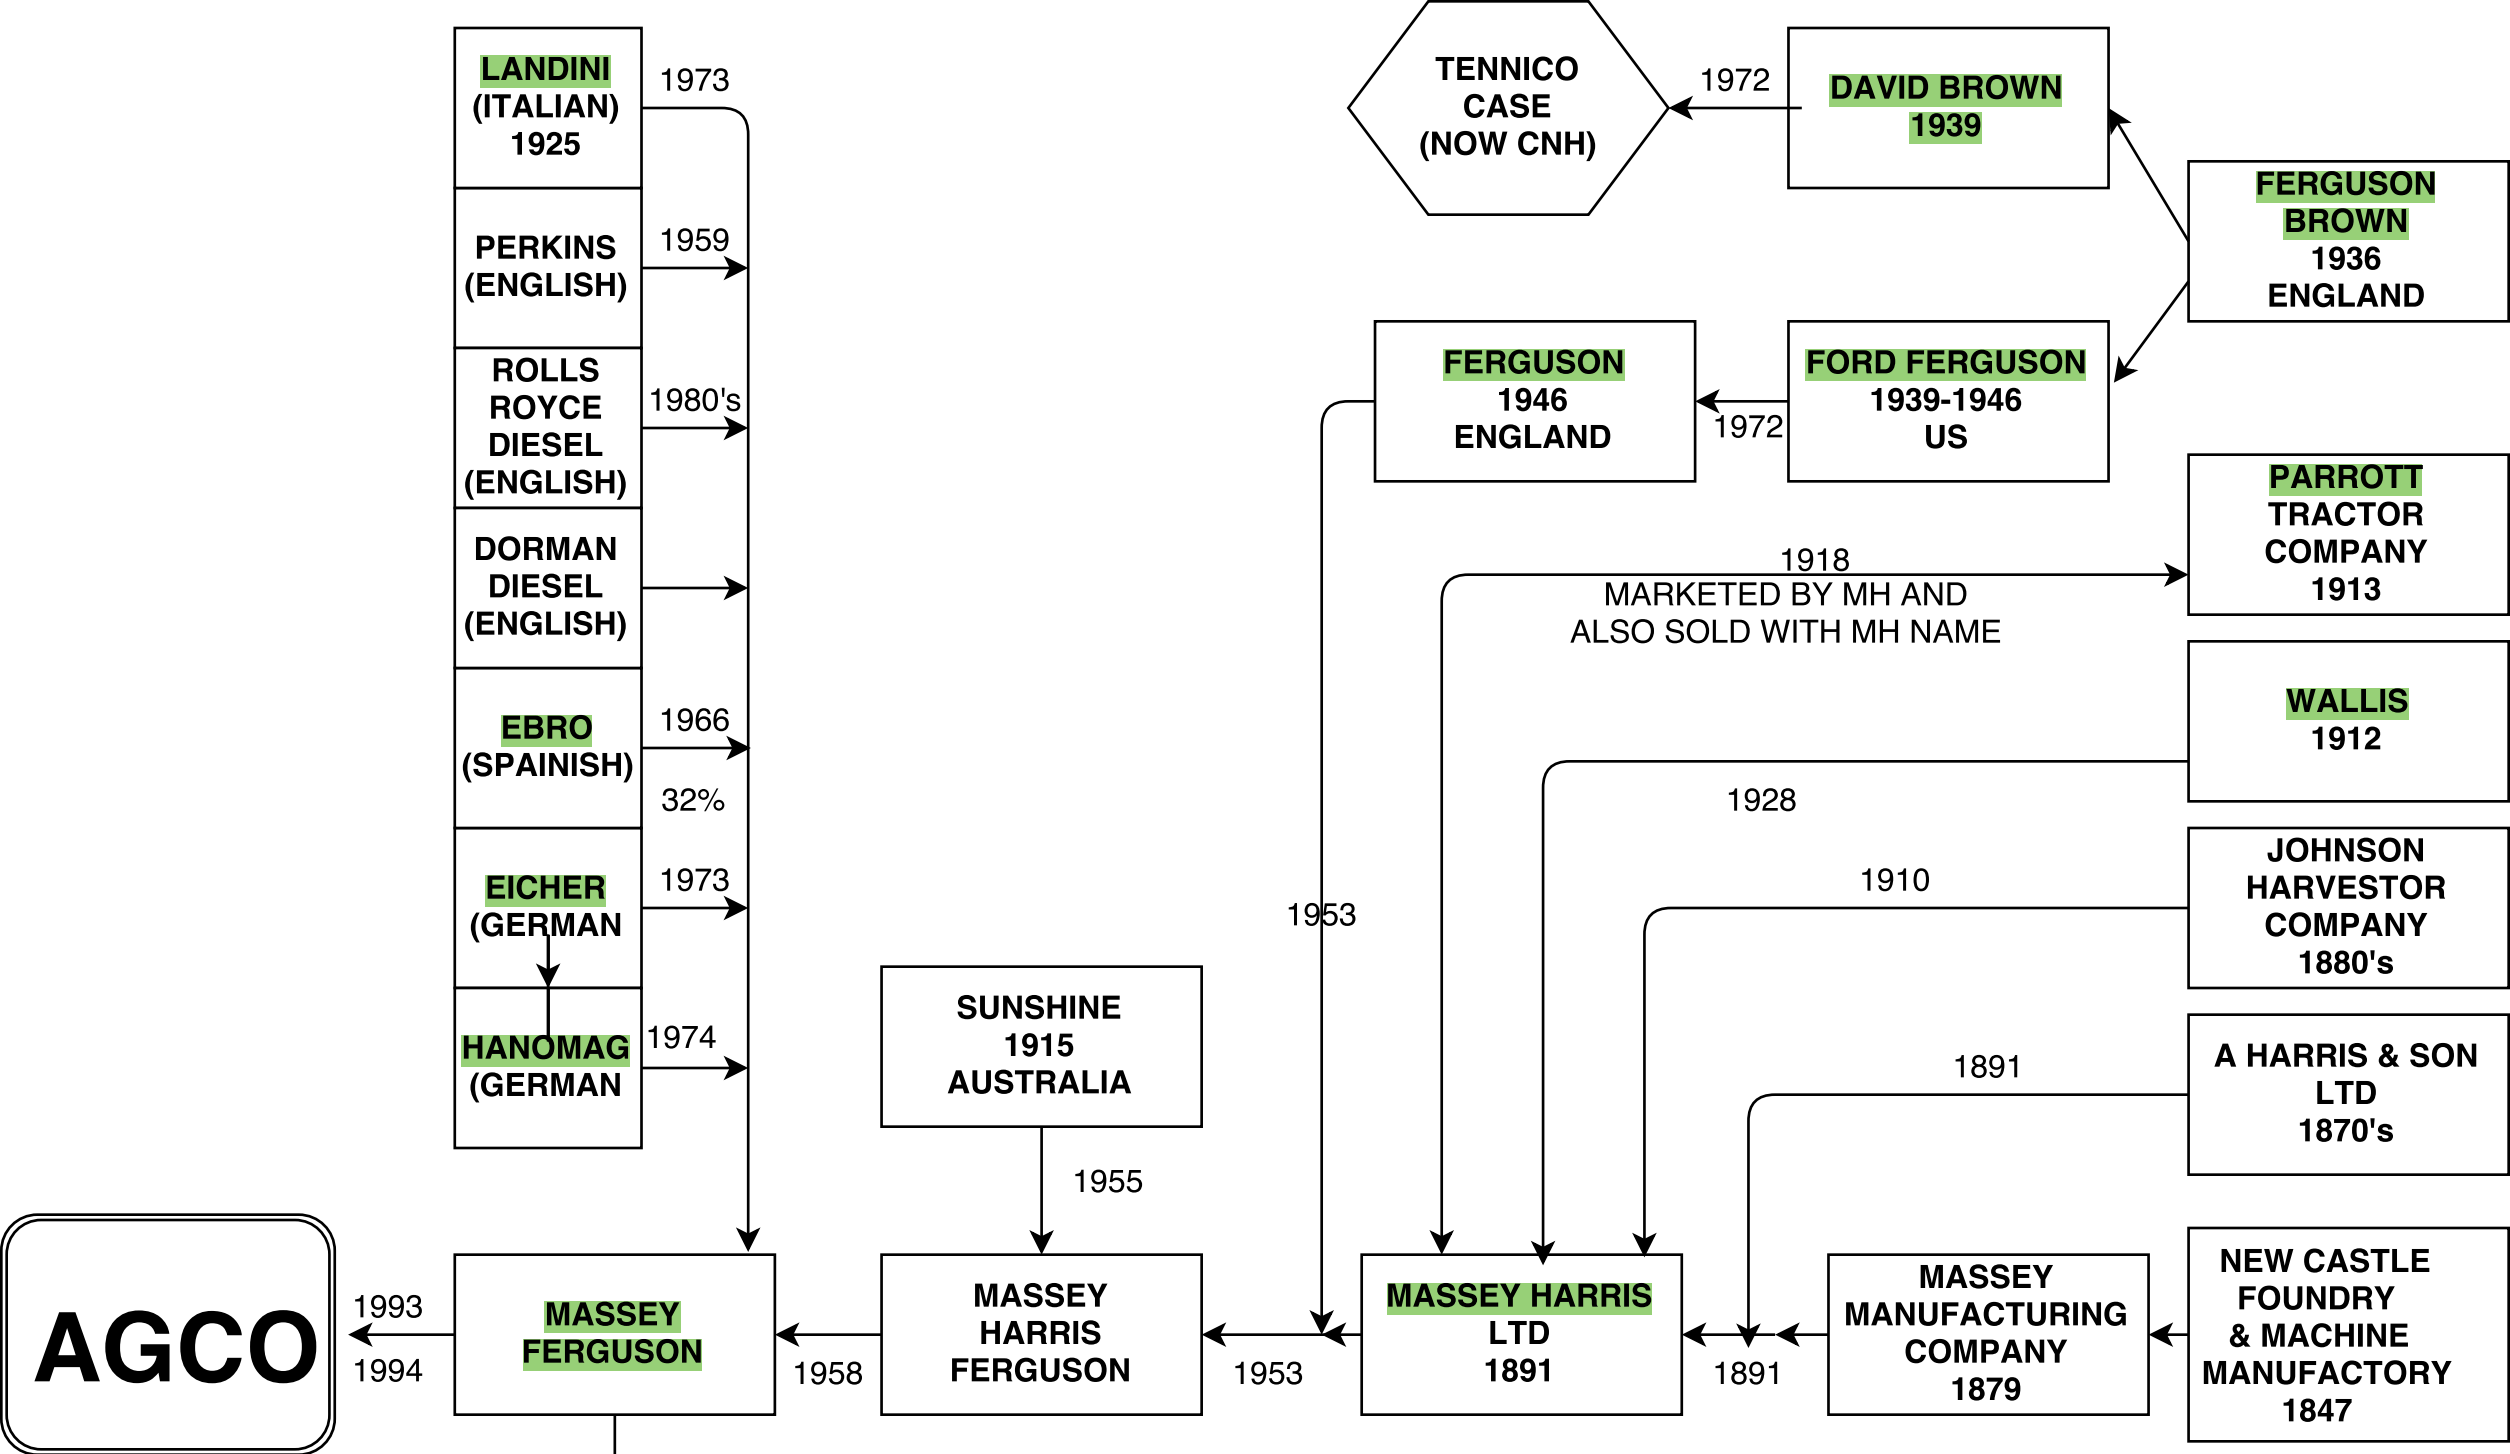 LANDINI
(ITALIAN)
1925
1973
PERKINS
(ENGLISH)
1959
ROLLS
ROYCE
DIESEL
(ENGLISH)
1980's
DORMAN
DIESEL
(ENGLISH)
EBRO
(SPAINISH)
1966
32%
EICHER
(GERMAN
1973
HANOMAG
(GERMAN
1974
TENNICO
CASE
(NOW CNH)
1972
DAVID BROWN
1939
FERGUSON
BROWN
1936
ENGLAND
FERGUSON
1946
ENGLAND
1972
FORD FERGUSON
1939-1946
US
PARROTT
TRACTOR
COMPANY
1913
1918
MARKETED BY MH AND
ALSO SOLD WITH MH NAME
WALLIS
1912
1928
JOHNSON
HARVESTOR
COMPANY
1880's
1910
1953
SUNSHINE
1915
AUSTRALIA
1955
A HARRIS & SON
LTD
1870's
1891
AGCO
1993
1994
MASSEY
FERGUSON
1958
MASSEY
HARRIS
FERGUSON
1953
MASSEY HARRIS
LTD
1891
1891
MASSEY
MANUFACTURING
COMPANY
1879
NEW CASTLE
FOUNDRY
& MACHINE
MANUFACTORY
1847